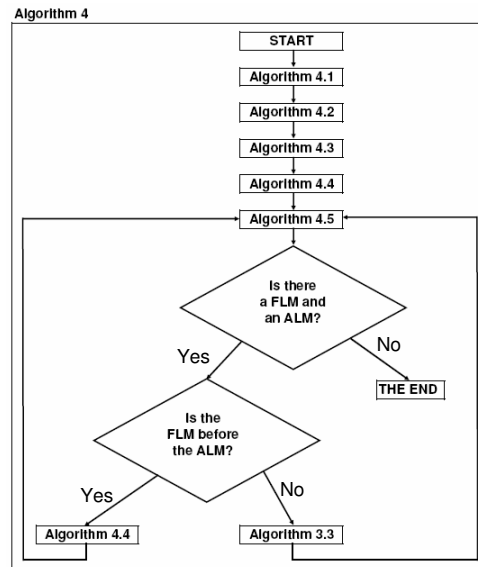 Algorithm 4
START
Algorithm 4.1
Algorithm 4.2
Algorithm 4.3
Algorithm 4.4
Algorithm 4.5
Is there
a FLM and
an ALM?
Yes
No
THE END
Is the
FLM before
the ALM?
Yes
No
Algorithm 4.4
Algorithm 3.3